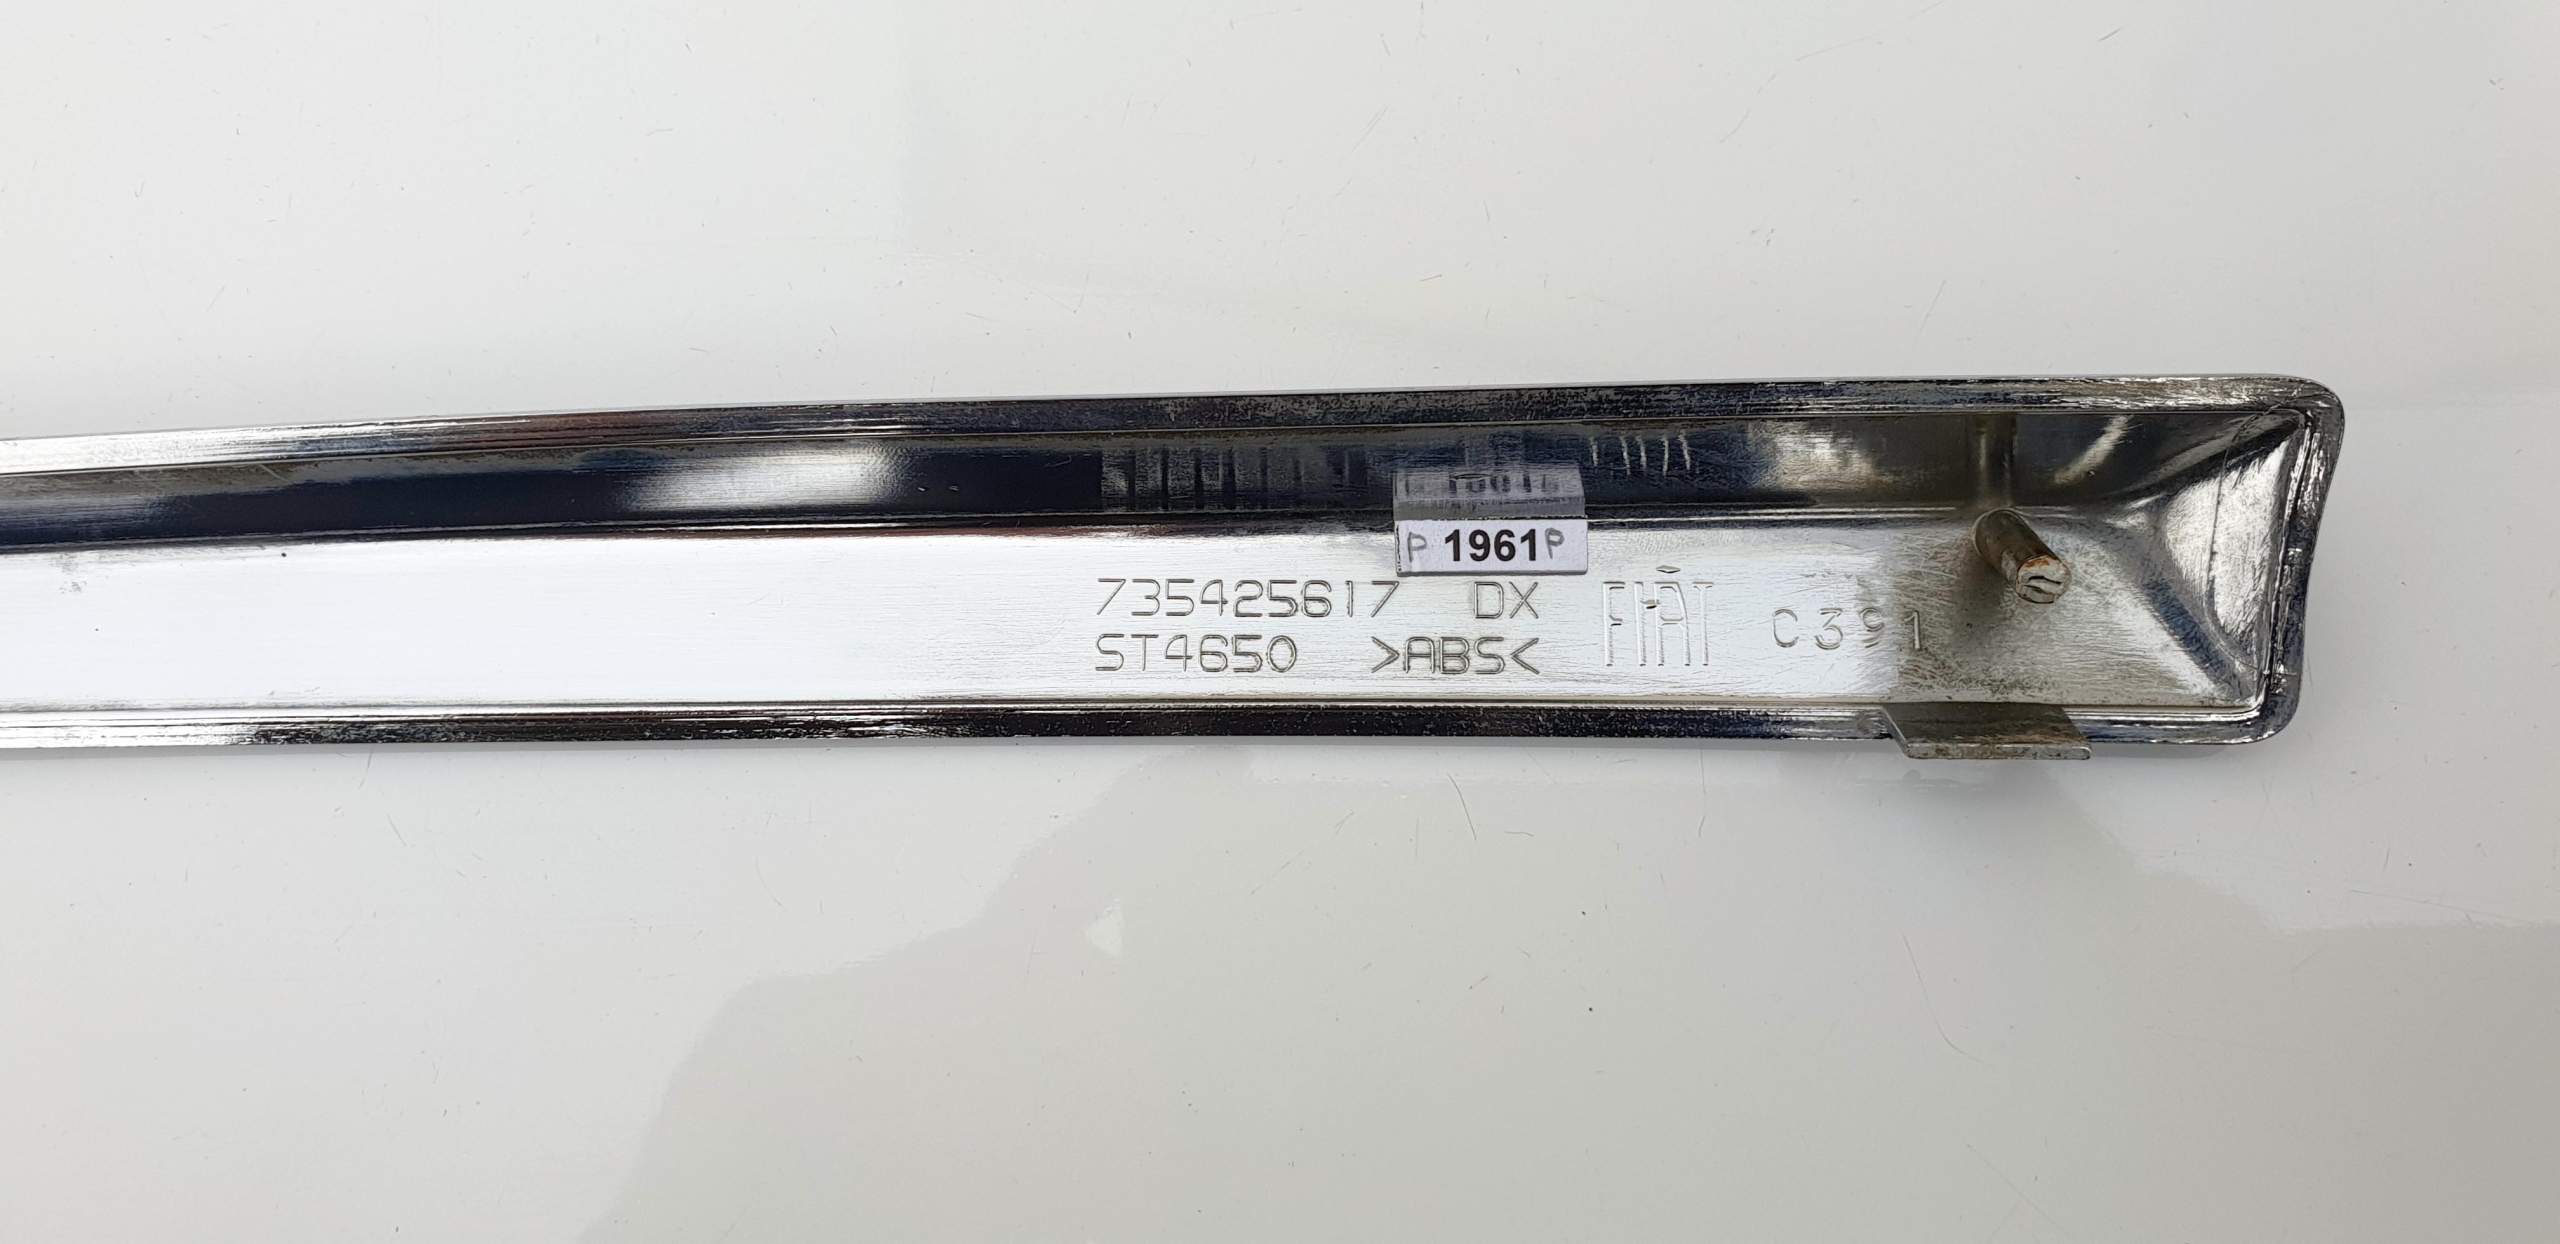 P 1961 P
735425617 DX
ST4650 >ABS<
FIAT C391